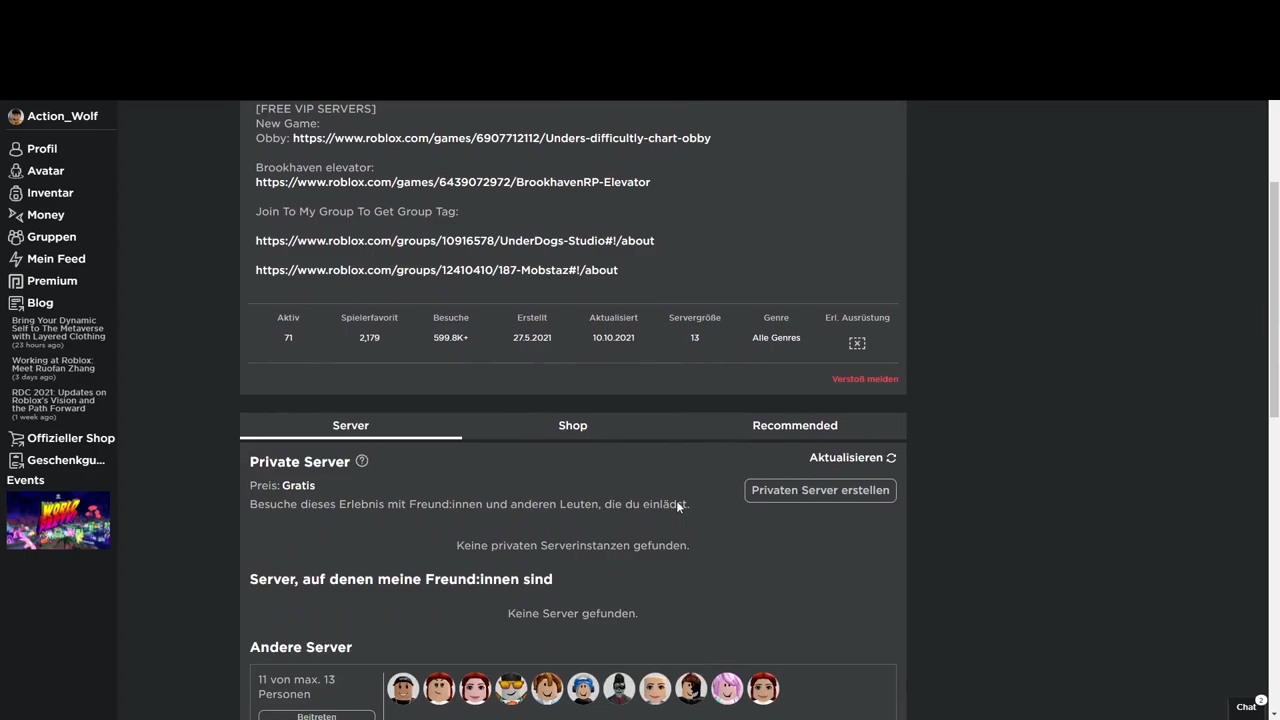 Action_Wolf
Profil
Avatar
Inventar
Money
Gruppen
Mein Feed
Premium
Blog
Bring Your Dynamic
Self to The Metaverse
with Layered Clothing
(23 hours ago)
Working at Roblox:
Meet Ruofan Zhang
(3 days ago)
RDC 2021: Updates on
Roblox's Vision and
the Path Forward
(1 week ago)
Offizieller Shop
Geschenkgu...
Events
WORLD PARTY
[FREE VIP SERVERS]
New Game:
Obby: https://www.roblox.com/games/6907712112/Unders-difficultly-chart-obby
Brookhaven elevator:
https://www.roblox.com/games/6439072972/BrookhavenRP-Elevator
Join To My Group To Get Group Tag:
https://www.roblox.com/groups/10916578/UnderDogs-Studio#!/about
https://www.roblox.com/groups/12410410/187-Mobstaz#!/about
Aktiv Spielerfavorit Besuche Erstellt Aktualisiert Servergröße Genre Erl. Ausrüstung
71 2,179 599.8K+ 27.5.2021 10.10.2021 13 Alle Genres
Verstoß melden
Server Shop Recommended
Private Server
Aktualisieren
Preis: Gratis
Privaten Server erstellen
Besuche dieses Erlebnis mit Freund:innen und anderen Leuten, die du einlädst.
Keine privaten Serverinstanzen gefunden.
Server, auf denen meine Freund:innen sind
Keine Server gefunden.
Andere Server
11 von max. 13
Personen
Beitreten
Chat 2